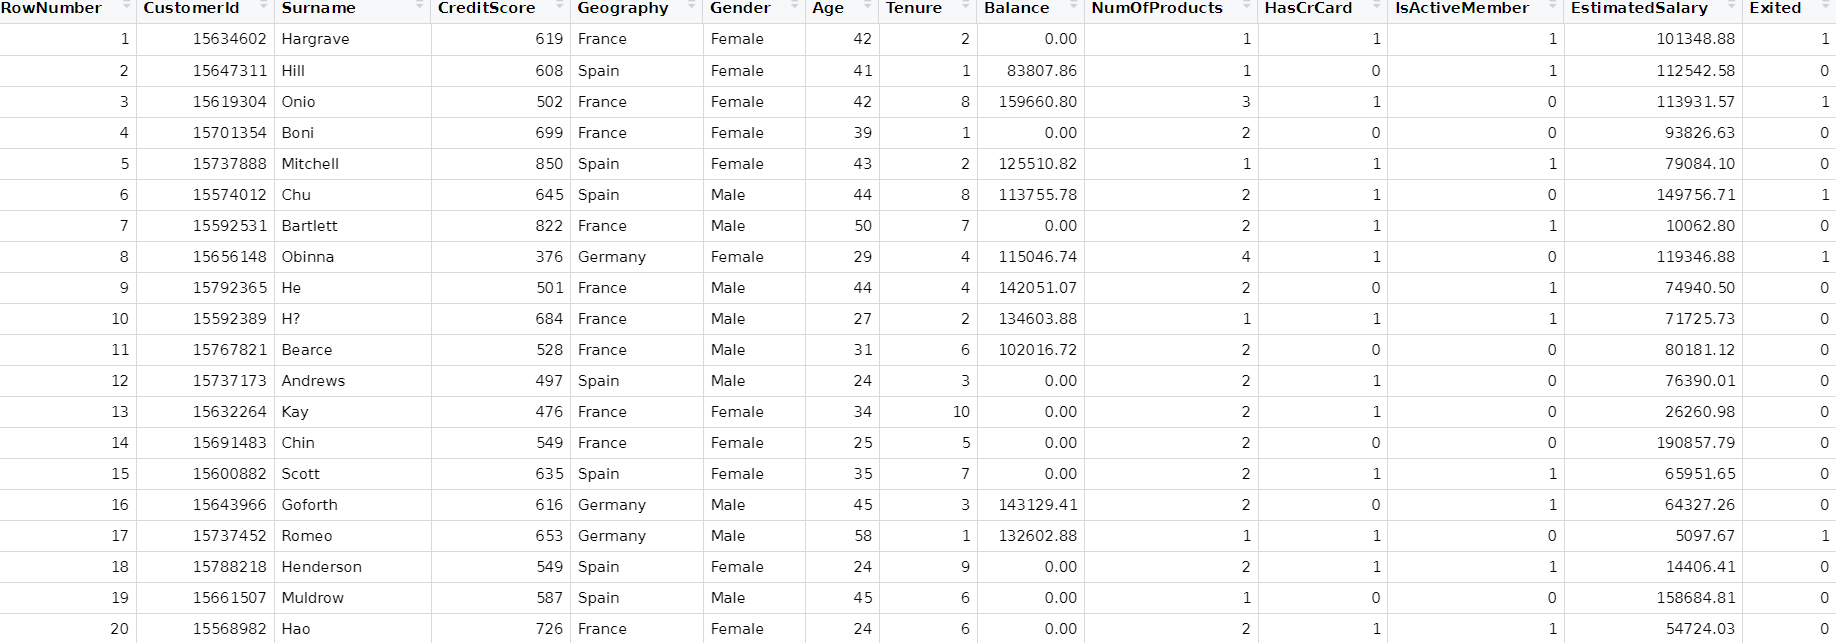 RowNumber CustomerId Surname CreditScore Geography Gender Age Tenure Balance NumOfProducts HasCrCard IsActiveMember EstimatedSalary Exited
1 15634602 Hargrave 619 France Female 42 2 0.00 1 1 1 101348.88 1
2 15647311 Hill 608 Spain Female 41 1 83807.86 1 0 1 112542.58 0
3 15619304 Onio 502 France Female 42 8 159660.80 3 1 0 113931.57 1
4 15701354 Boni 699 France Female 39 1 0.00 2 0 0 93826.63 0
5 15737888 Mitchell 850 Spain Female 43 2 125510.82 1 1 1 79084.10 0
6 15574012 Chu 645 Spain Male 44 8 113755.78 2 1 0 149756.71 1
7 15592531 Bartlett 822 France Male 50 7 0.00 2 1 1 10062.80 0
8 15656148 Obinna 376 Germany Female 29 4 115046.74 4 1 0 119346.88 1
9 15792365 He 501 France Male 44 4 142051.07 2 0 1 74940.50 0
10 15592389 H? 684 France Male 27 2 134603.88 1 1 1 71725.73 0
11 15767821 Bearce 528 France Male 31 6 102016.72 2 0 0 80181.12 0
12 15737173 Andrews 497 Spain Male 24 3 0.00 2 1 0 76390.01 0
13 15632264 Kay 476 France Female 34 10 0.00 2 1 0 26260.98 0
14 15691483 Chin 549 France Female 25 5 0.00 2 0 0 190857.79 0
15 15600882 Scott 635 Spain Female 35 7 0.00 2 1 1 65951.65 0
16 15643966 Goforth 616 Germany Male 45 3 143129.41 2 0 1 64327.26 0
17 15737452 Romeo 653 Germany Male 58 1 132602.88 1 1 0 5097.67 1
18 15788218 Henderson 549 Spain Female 24 9 0.00 2 1 1 14406.41 0
19 15661507 Muldrow 587 Spain Male 45 6 0.00 1 0 0 158684.81 0
20 15568982 Hao 726 France Female 24 6 0.00 2 1 1 54724.03 0